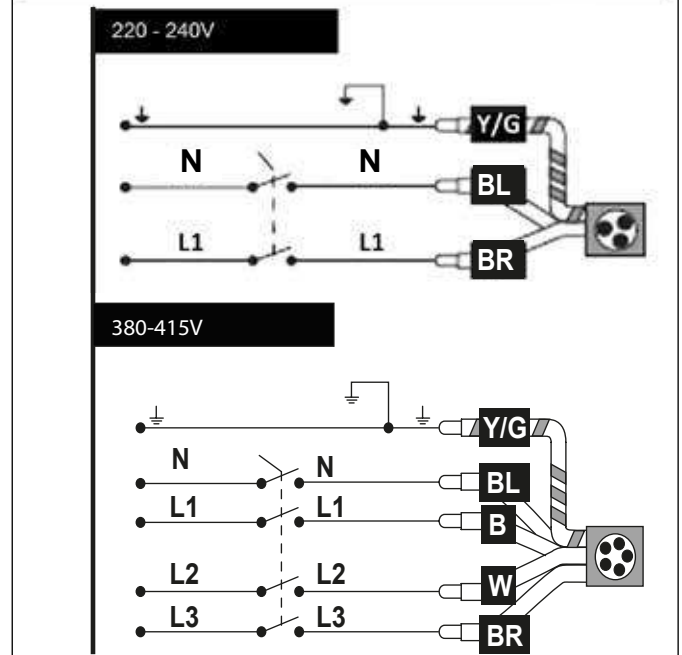 220 - 240V
Y/G
N N BL
L1 L1 BR
380-415V
Y/G
N N BL
L1 L1 B
L2 L2 W
L3 L3 BR